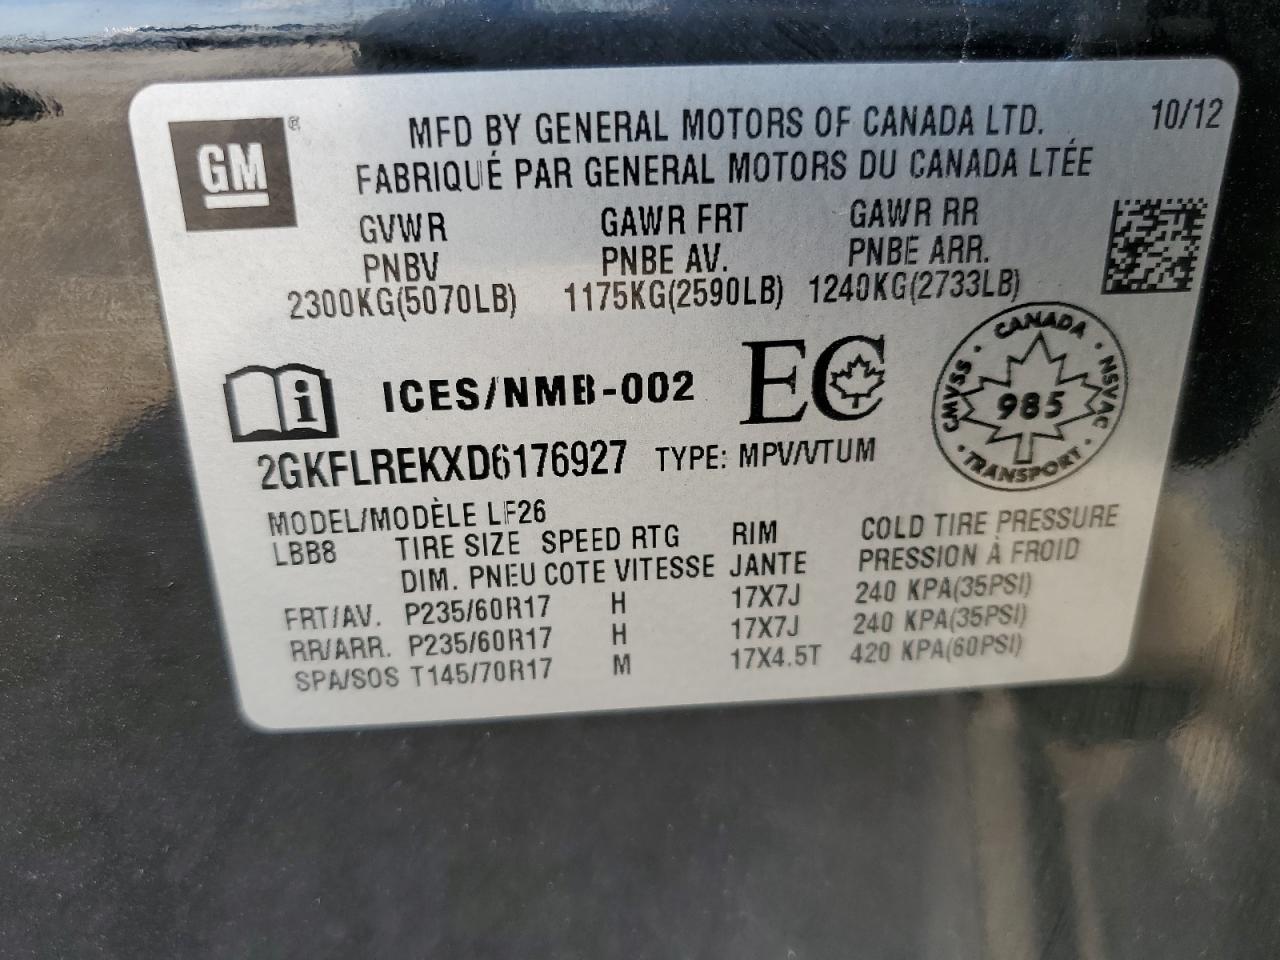 GM®
MFD BY GENERAL MOTORS OF CANADA LTD. 10/12
FABRIQUÉ PAR GENERAL MOTORS DU CANADA LTÉE
GVWR GAWR FRT GAWR RR
PNBV PNBE AV. PNBE ARR.
2300KG(5070LB) 1175KG(2590LB) 1240KG(2733LB)
i ICES/NMB-002 EC
CANADA
CMVSS · 985 · NSVAC
· TRANSPORT ·
2GKFLREKXD6176927 TYPE: MPV/VTUM
MODEL/MODÈLE LF26
LBB8 TIRE SIZE SPEED RTG RIM COLD TIRE PRESSURE
DIM. PNEU COTE VITESSE JANTE PRESSION À FROID
FRT/AV. P235/60R17 H 17X7J 240 KPA(35PSI)
RR/ARR. P235/60R17 H 17X7J 240 KPA(35PSI)
SPA/SOS T145/70R17 M 17X4.5T 420 KPA(60PSI)